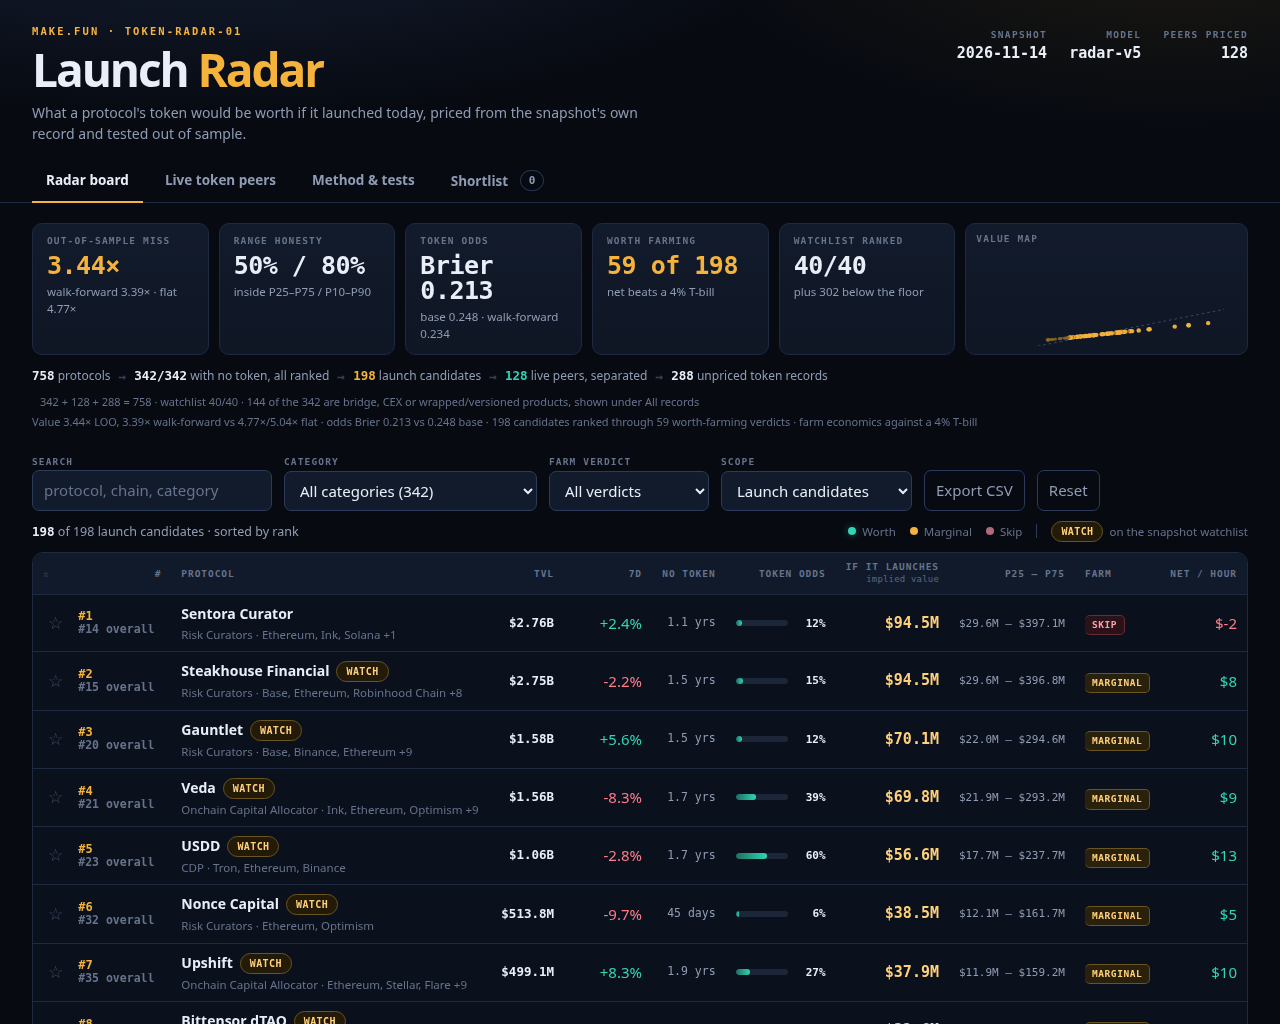 MAKE.FUN · TOKEN-RADAR-01
Launch Radar
What a protocol's token would be worth if it launched today, priced from the snapshot's own
record and tested out of sample.
SNAPSHOT
2026-11-14
MODEL
radar-v5
PEERS PRICED
128
Radar board
Live token peers
Method & tests
Shortlist 0
OUT-OF-SAMPLE MISS
3.44×
walk-forward 3.39× · flat
4.77×
RANGE HONESTY
50% / 80%
inside P25–P75 / P10–P90
TOKEN ODDS
Brier
0.213
base 0.248 · walk-forward
0.234
WORTH FARMING
59 of 198
net beats a 4% T-bill
WATCHLIST RANKED
40/40
plus 302 below the floor
VALUE MAP
758 protocols → 342/342 with no token, all ranked → 198 launch candidates → 128 live peers, separated → 288 unpriced token records
342 + 128 + 288 = 758 · watchlist 40/40 · 144 of the 342 are bridge, CEX or wrapped/versioned products, shown under All records
Value 3.44× LOO, 3.39× walk-forward vs 4.77×/5.04× flat · odds Brier 0.213 vs 0.248 base · 198 candidates ranked through 59 worth-farming verdicts · farm economics against a 4% T-bill
SEARCH
protocol, chain, category
CATEGORY
All categories (342)
FARM VERDICT
All verdicts
SCOPE
Launch candidates
Export CSV
Reset
198 of 198 launch candidates · sorted by rank
Worth Marginal Skip WATCH on the snapshot watchlist
# PROTOCOL TVL 7D NO TOKEN TOKEN ODDS IF IT LAUNCHES implied value P25 — P75 FARM NET / HOUR
☆ #1 Sentora Curator $2.76B +2.4% 1.1 yrs 12% $94.5M $29.6M — $397.1M SKIP $-2
#14 overall Risk Curators · Ethereum, Ink, Solana +1
☆ #2 Steakhouse Financial WATCH $2.75B -2.2% 1.5 yrs 15% $94.5M $29.6M — $396.8M MARGINAL $8
#15 overall Risk Curators · Base, Ethereum, Robinhood Chain +8
☆ #3 Gauntlet WATCH $1.58B +5.6% 1.5 yrs 12% $70.1M $22.0M — $294.6M MARGINAL $10
#20 overall Risk Curators · Base, Binance, Ethereum +9
☆ #4 Veda WATCH $1.56B -8.3% 1.7 yrs 39% $69.8M $21.9M — $293.2M MARGINAL $9
#21 overall Onchain Capital Allocator · Ink, Ethereum, Optimism +9
☆ #5 USDD WATCH $1.06B -2.8% 1.7 yrs 60% $56.6M $17.7M — $237.7M MARGINAL $13
#23 overall CDP · Tron, Ethereum, Binance
☆ #6 Nonce Capital WATCH $513.8M -9.7% 45 days 6% $38.5M $12.1M — $161.7M MARGINAL $5
#32 overall Risk Curators · Ethereum, Optimism
☆ #7 Upshift WATCH $499.1M +8.3% 1.9 yrs 27% $37.9M $11.9M — $159.2M MARGINAL $10
#35 overall Onchain Capital Allocator · Ethereum, Stellar, Flare +9
#8 Bittensor dTAO WATCH